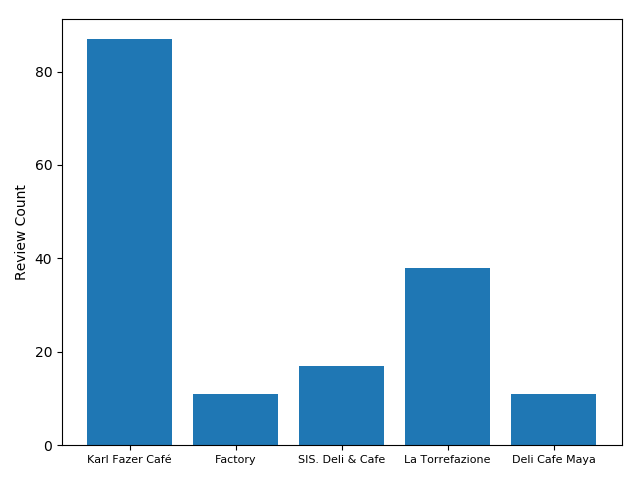 80
60
40
20
0
Review Count
Karl Fazer Café
Factory
SIS. Deli & Cafe
La Torrefazione
Deli Cafe Maya